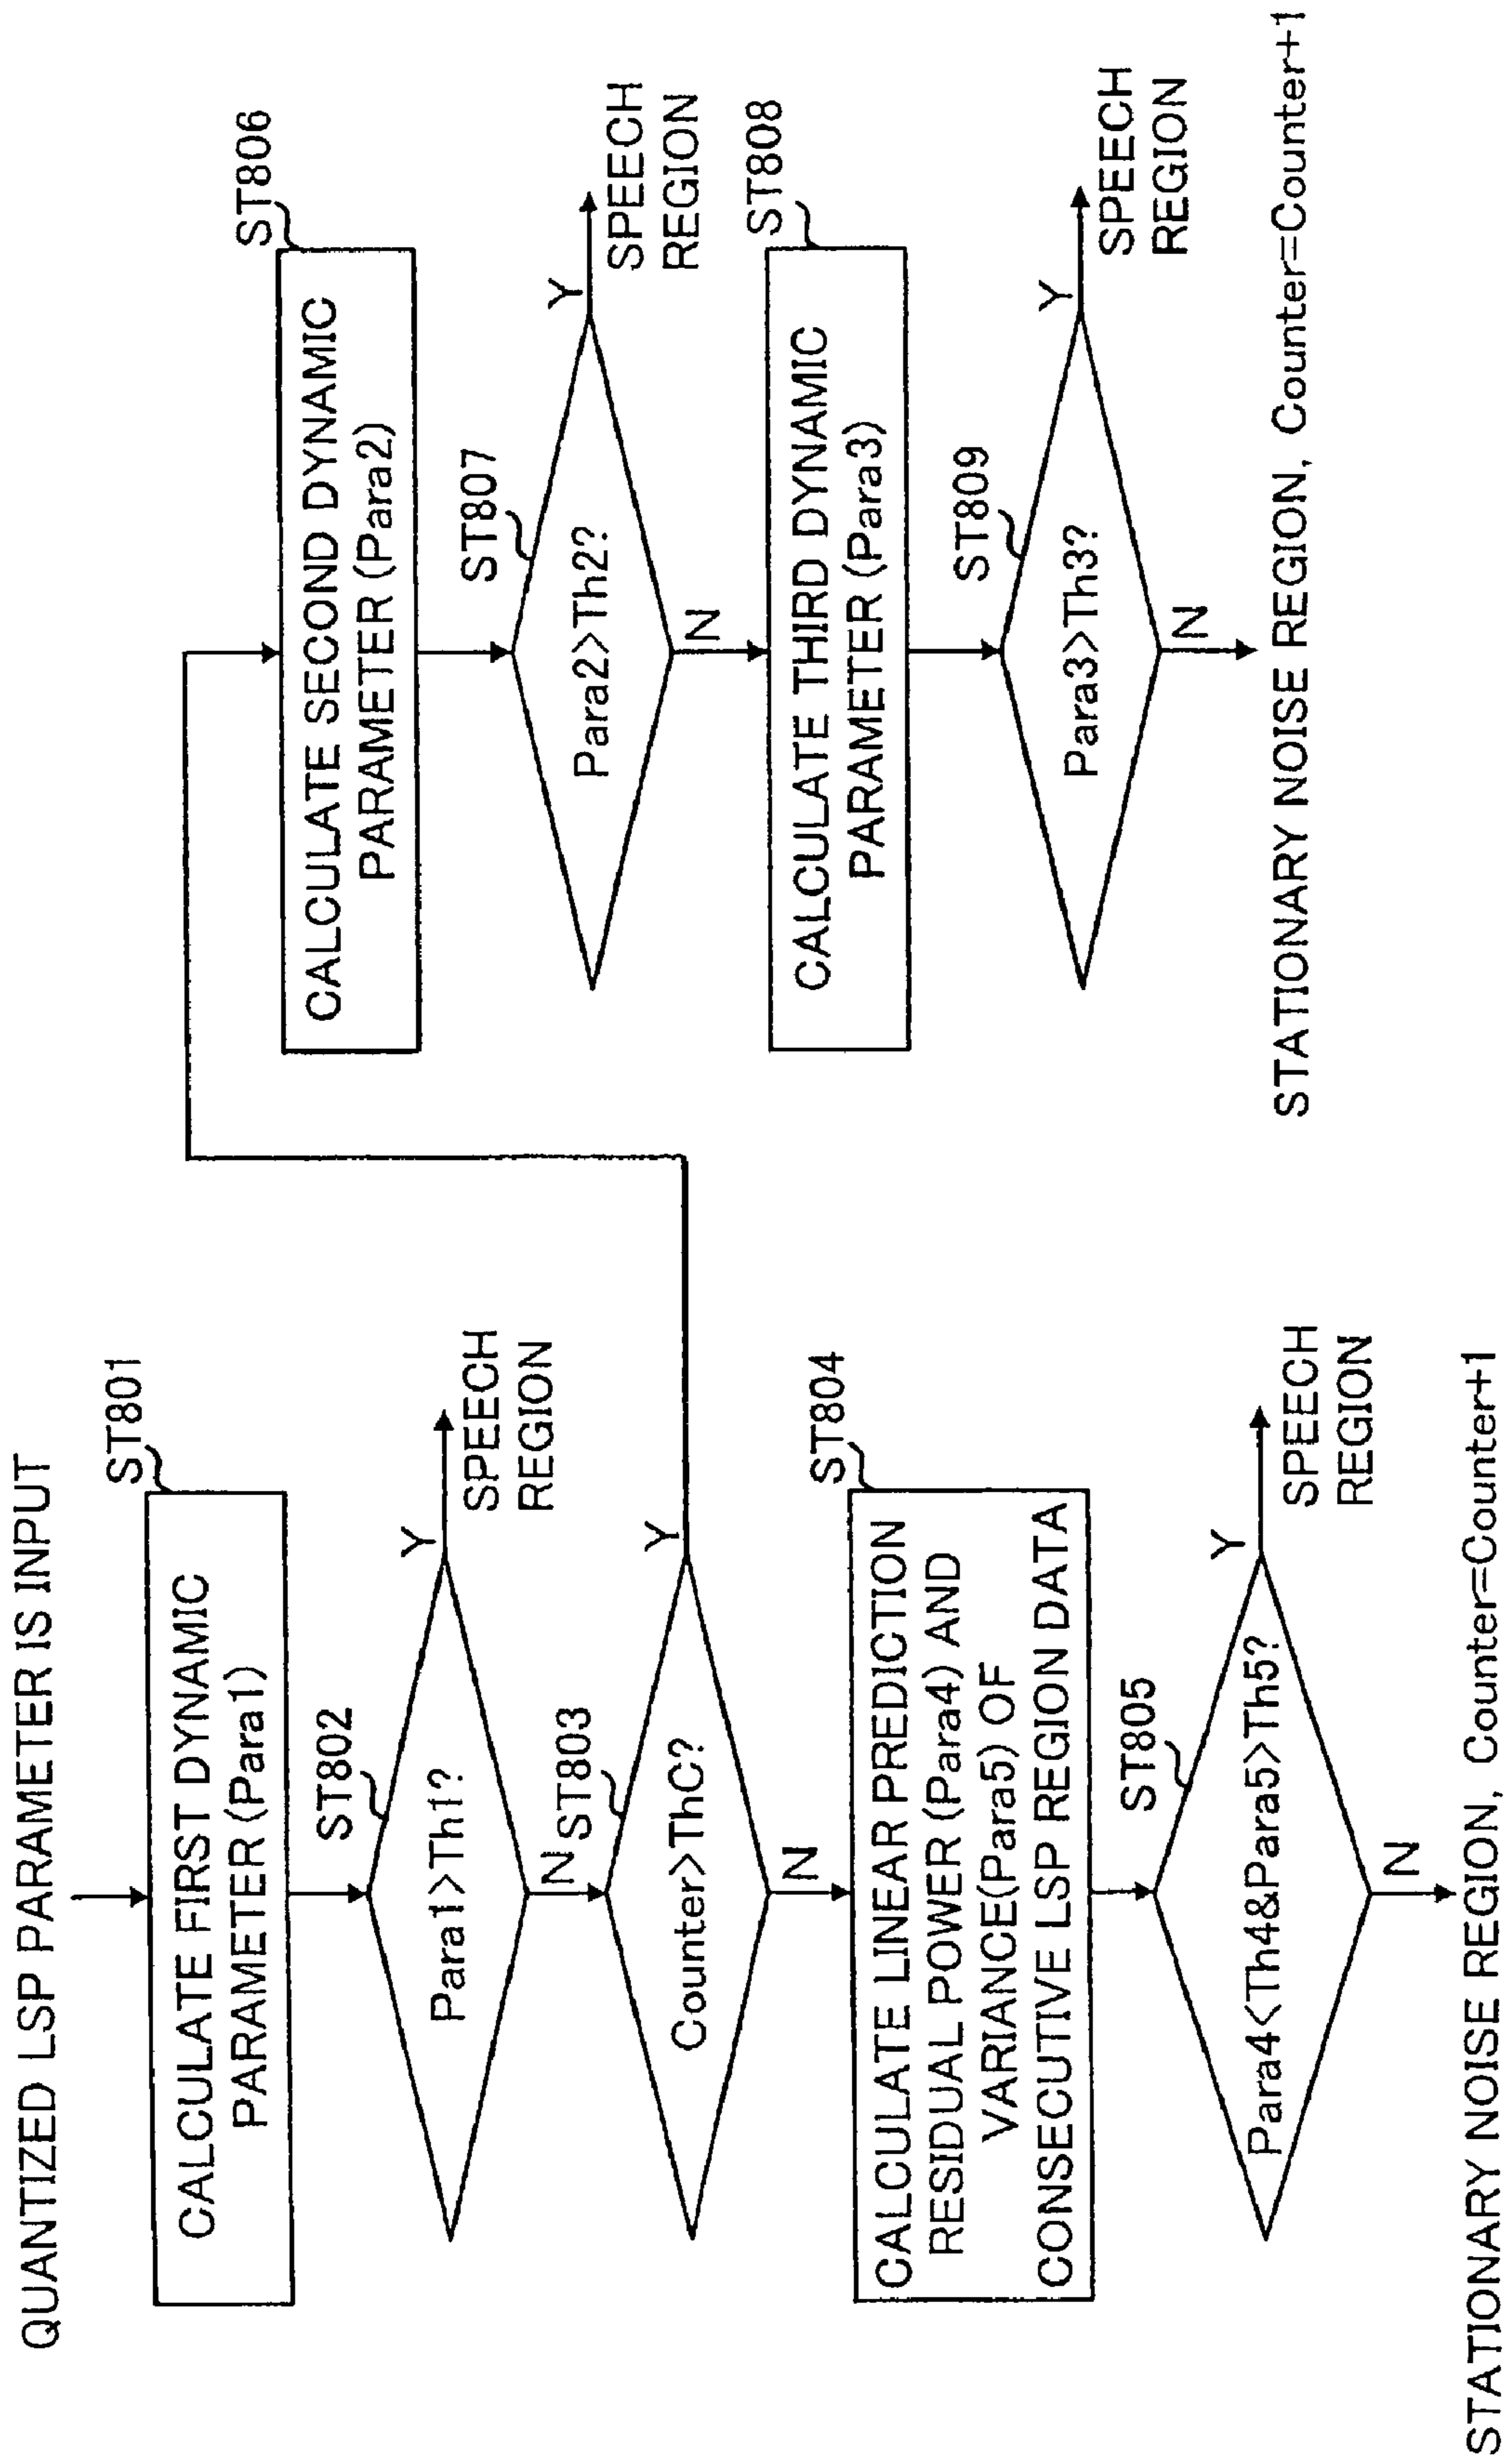 QUANTIZED LSP PARAMETER IS INPUT
ST801
CALCULATE FIRST DYNAMIC
PARAMETER (Para1)
ST802
Para1>Th1?
Y
SPEECH
REGION
N
ST803
Counter>ThC?
Y
N
ST804
CALCULATE LINEAR PREDICTION
RESIDUAL POWER (Para4) AND
VARIANCE(Para5) OF
CONSECUTIVE LSP REGION DATA
ST805
Para4<Th4&Para5>Th5?
Y
SPEECH
REGION
N
STATIONARY NOISE REGION, Counter=Counter+1
ST806
CALCULATE SECOND DYNAMIC
PARAMETER (Para2)
ST807
Para2>Th2?
Y
SPEECH
REGION
N
ST808
CALCULATE THIRD DYNAMIC
PARAMETER (Para3)
ST809
Para3>Th3?
Y
SPEECH
REGION
N
STATIONARY NOISE REGION, Counter=Counter+1